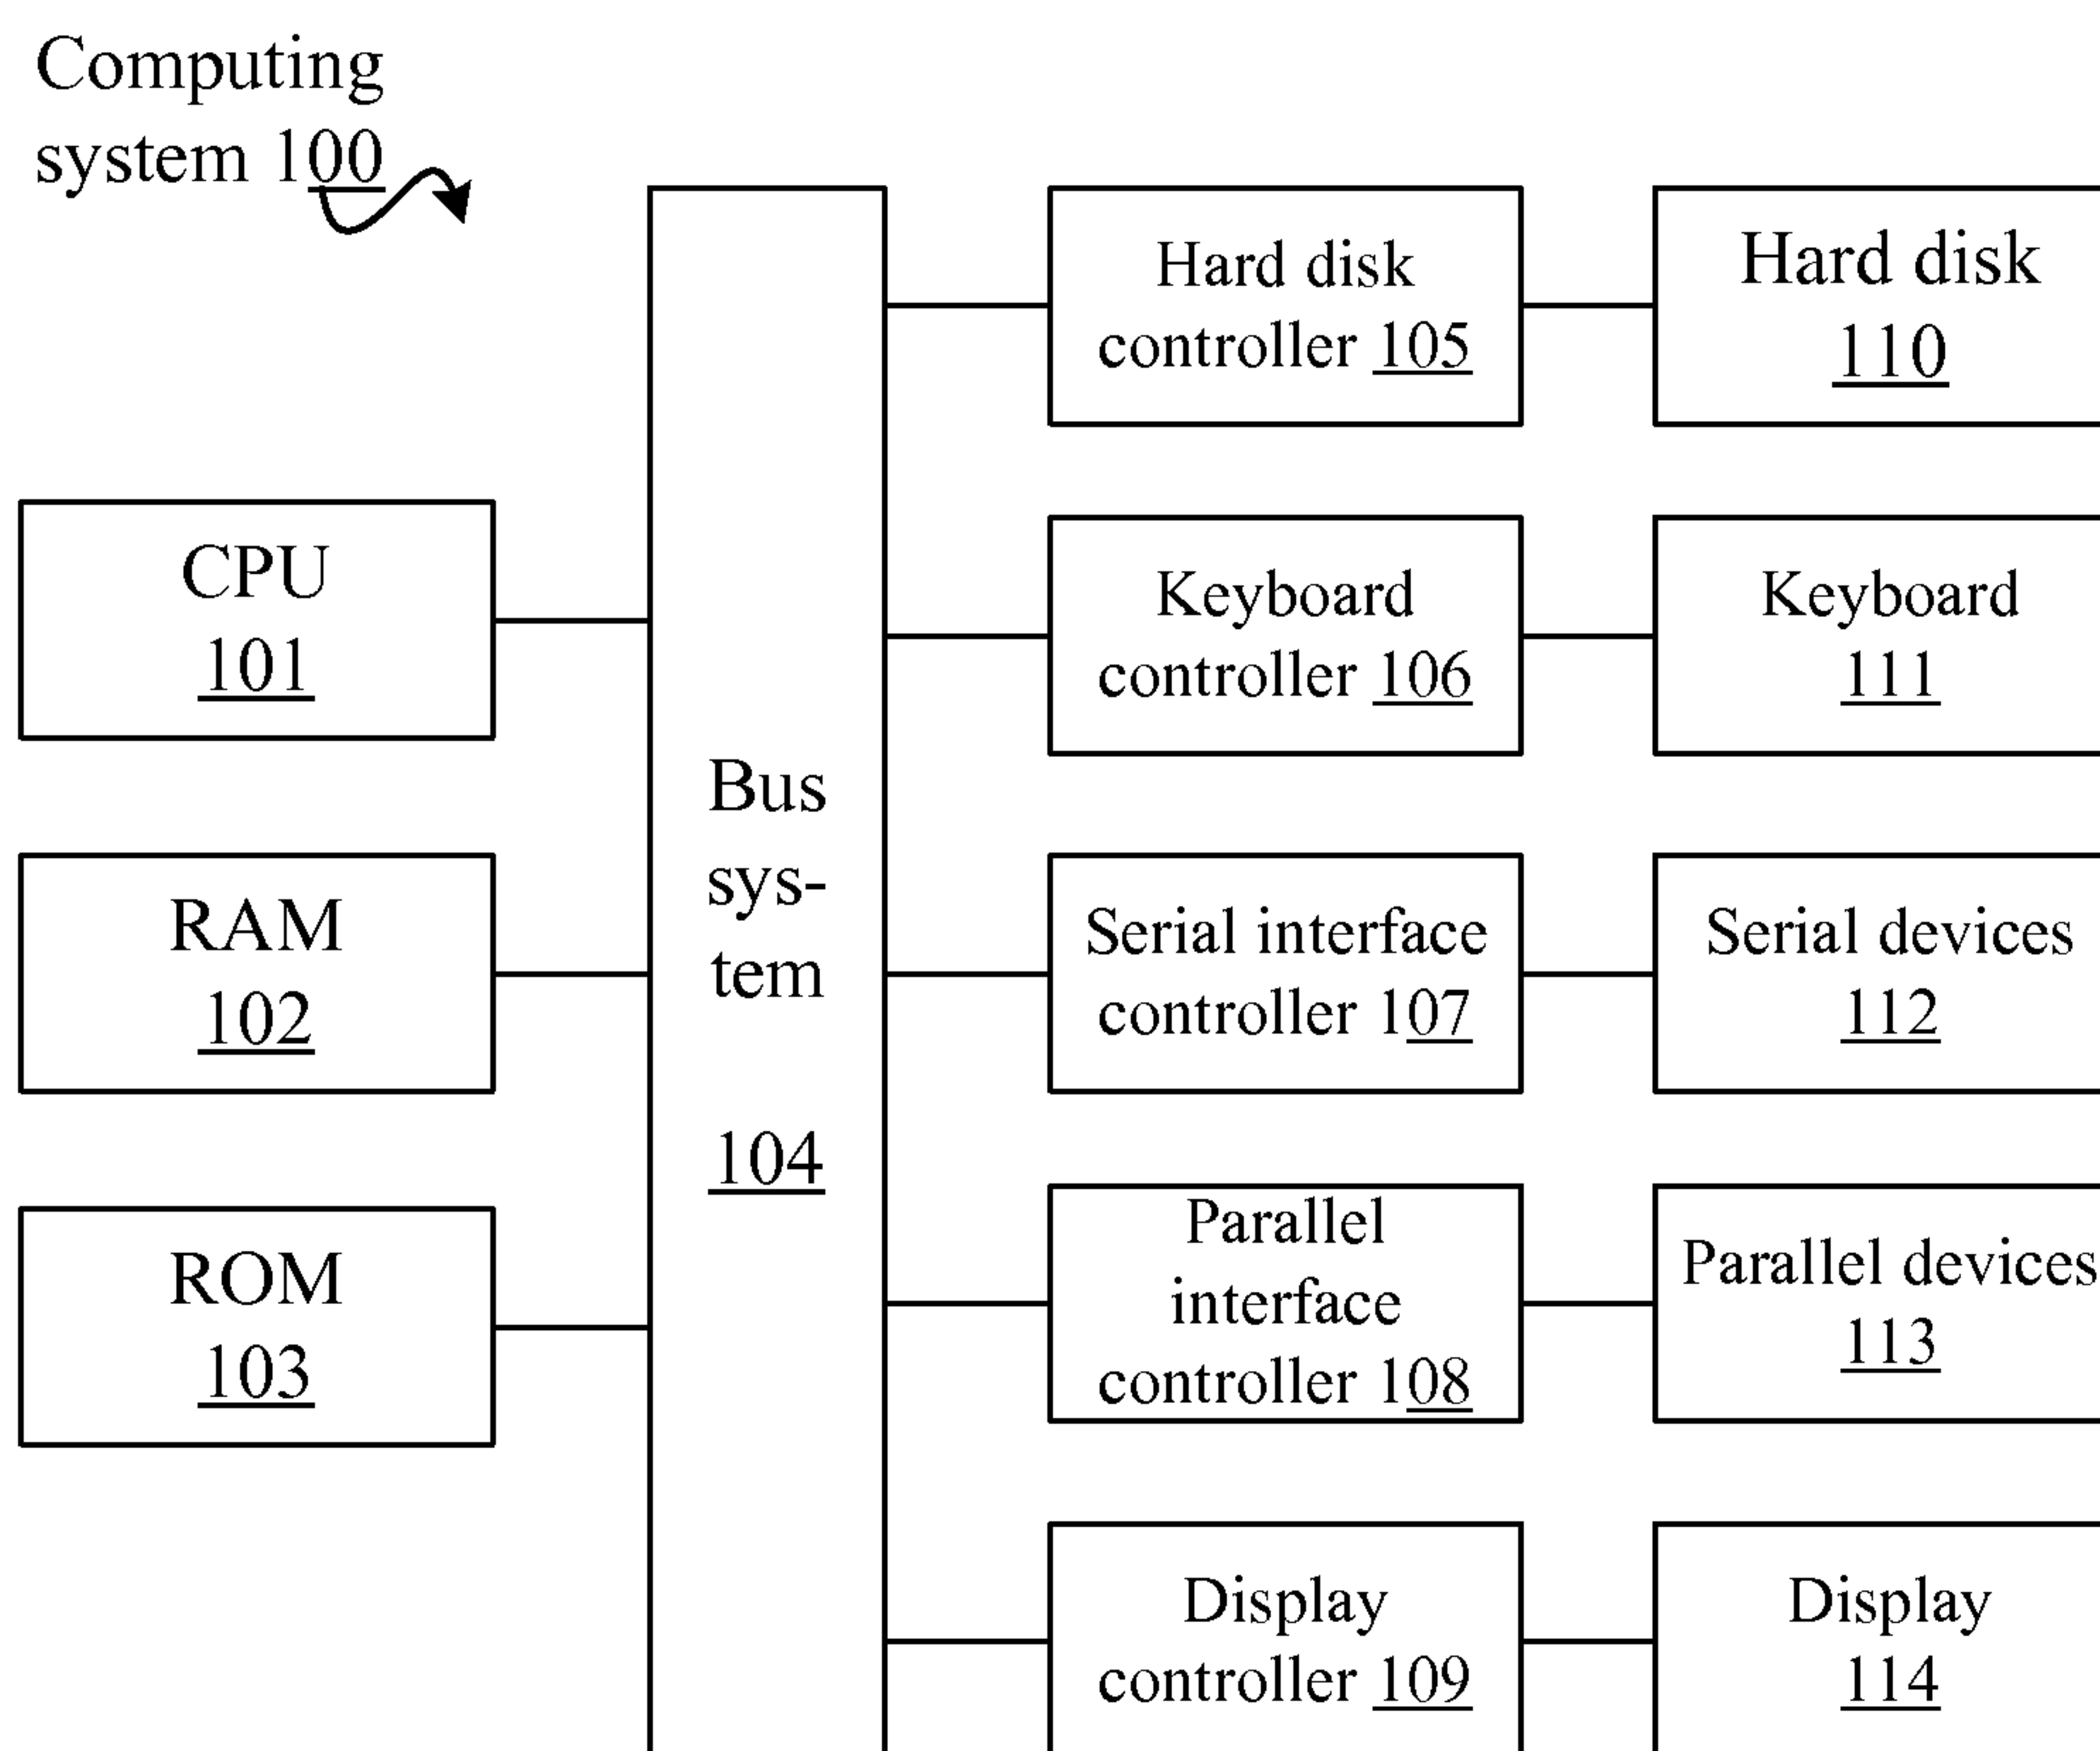 Computing
system 100
CPU
101
RAM
102
ROM
103
Bus
sys-
tem
104
Hard disk
controller 105
Keyboard
controller 106
Serial interface
controller 107
Parallel
interface
controller 108
Display
controller 109
Hard disk
110
Keyboard
111
Serial devices
112
Parallel devices
113
Display
114